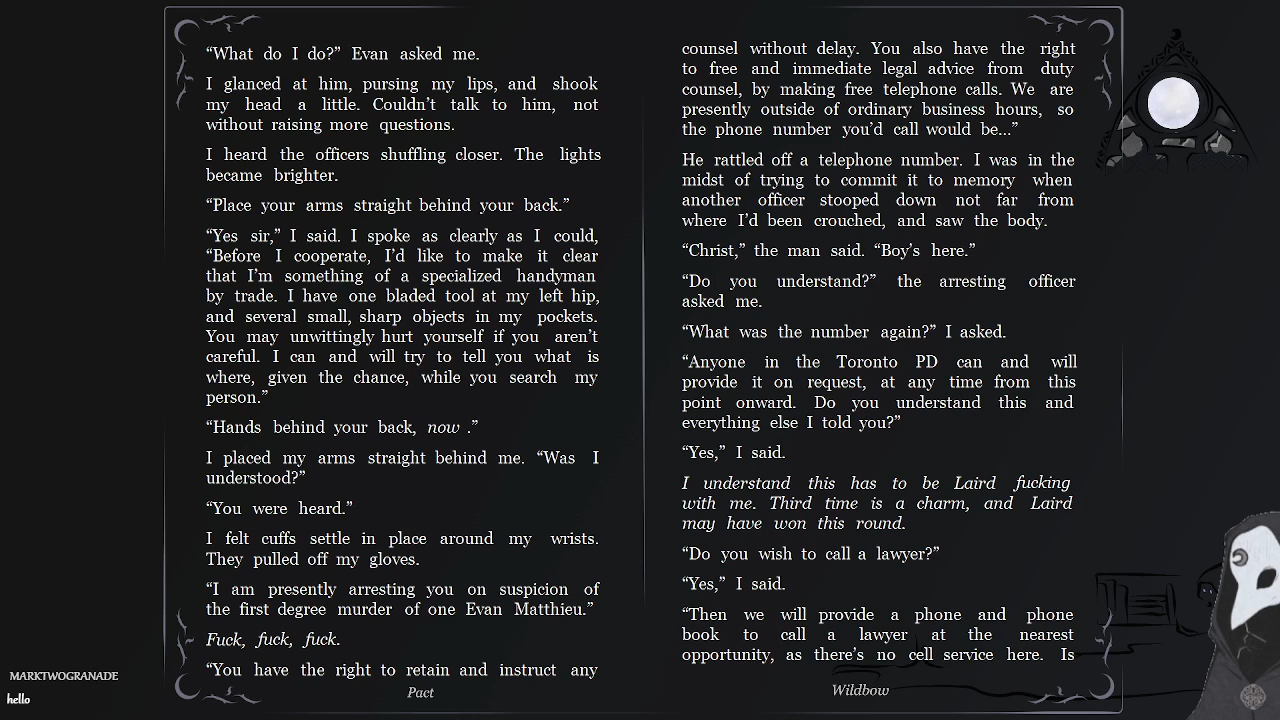 “What do I do?” Evan asked me.
I glanced at him, pursing my lips, and shook
my head a little. Couldn’t talk to him, not
without raising more questions.
I heard the officers shuffling closer. The lights
became brighter.
“Place your arms straight behind your back.”
“Yes sir,” I said. I spoke as clearly as I could,
“Before I cooperate, I’d like to make it clear
that I’m something of a specialized handyman
by trade. I have one bladed tool at my left hip,
and several small, sharp objects in my pockets.
You may unwittingly hurt yourself if you aren’t
careful. I can and will try to tell you what is
where, given the chance, while you search my
person.”
“Hands behind your back, now .”
I placed my arms straight behind me. “Was I
understood?”
“You were heard.”
I felt cuffs settle in place around my wrists.
They pulled off my gloves.
“I am presently arresting you on suspicion of
the first degree murder of one Evan Matthieu.”
Fuck, fuck, fuck.
“You have the right to retain and instruct any
Pact
counsel without delay. You also have the right
to free and immediate legal advice from duty
counsel, by making free telephone calls. We are
presently outside of ordinary business hours, so
the phone number you’d call would be…”
He rattled off a telephone number. I was in the
midst of trying to commit it to memory when
another officer stooped down not far from
where I’d been crouched, and saw the body.
“Christ,” the man said. “Boy’s here.”
“Do you understand?” the arresting officer
asked me.
“What was the number again?” I asked.
“Anyone in the Toronto PD can and will
provide it on request, at any time from this
point onward. Do you understand this and
everything else I told you?”
“Yes,” I said.
I understand this has to be Laird fucking
with me. Third time is a charm, and Laird
may have won this round.
“Do you wish to call a lawyer?”
“Yes,” I said.
“Then we will provide a phone and phone
book to call a lawyer at the nearest
opportunity, as there’s no cell service here. Is
Wildbow
MARKTWOGRANADE
hello